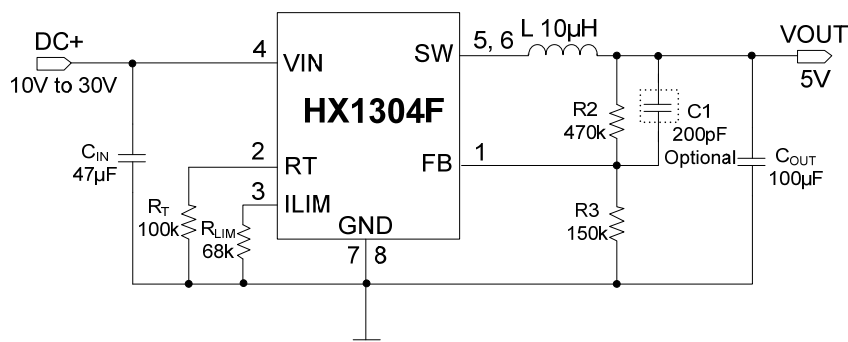 DC+
10V to 30V
CIN
47µF
4
VIN
HX1304F
2
RT
3
ILIM
RT
100k
RLIM
68k
GND
7
8
SW
5, 6
L 10µH
FB
1
R2
470k
C1
200pF
Optional
R3
150k
COUT
100µF
VOUT
5V